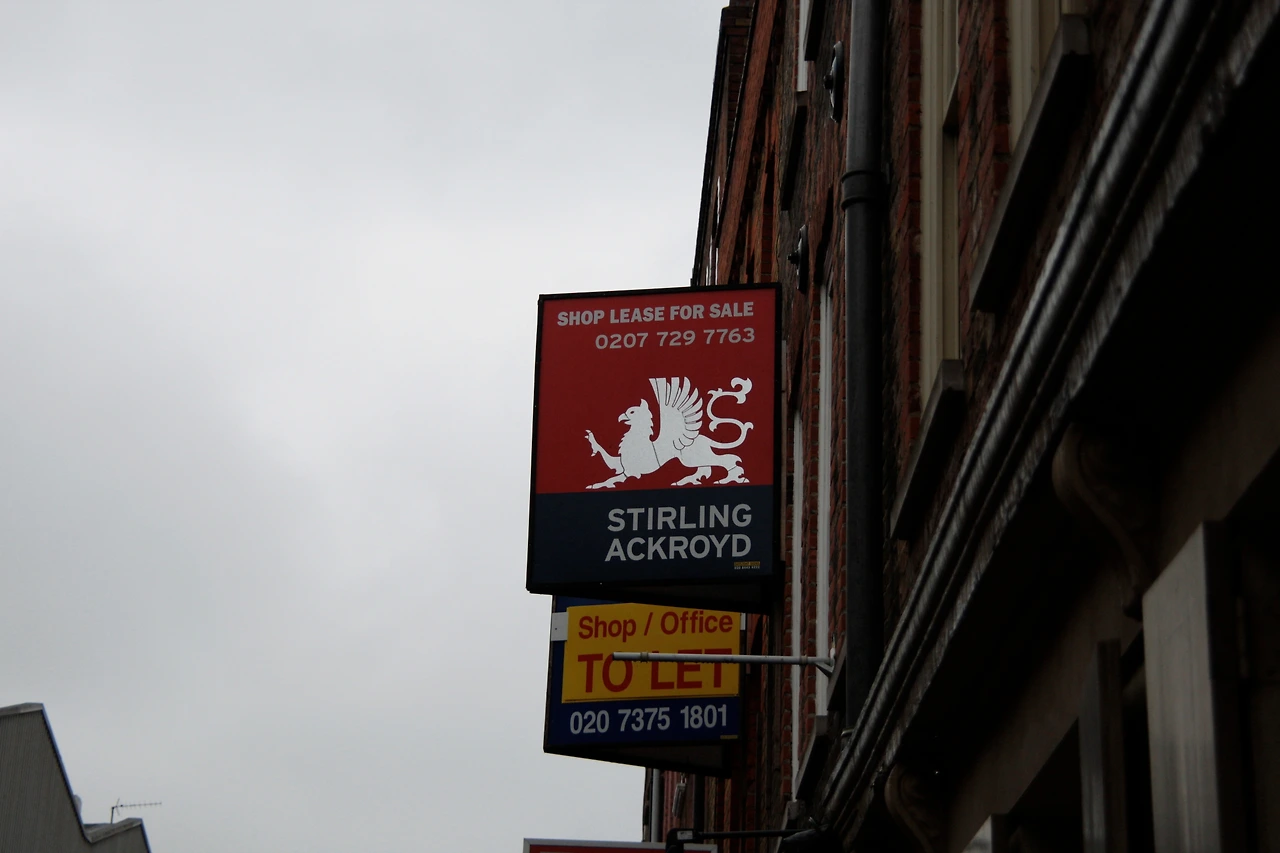 SHOP LEASE FOR SALE
0207 729 7763
STIRLING
ACKROYD
Shop / Office
TO LET
020 7375 1801